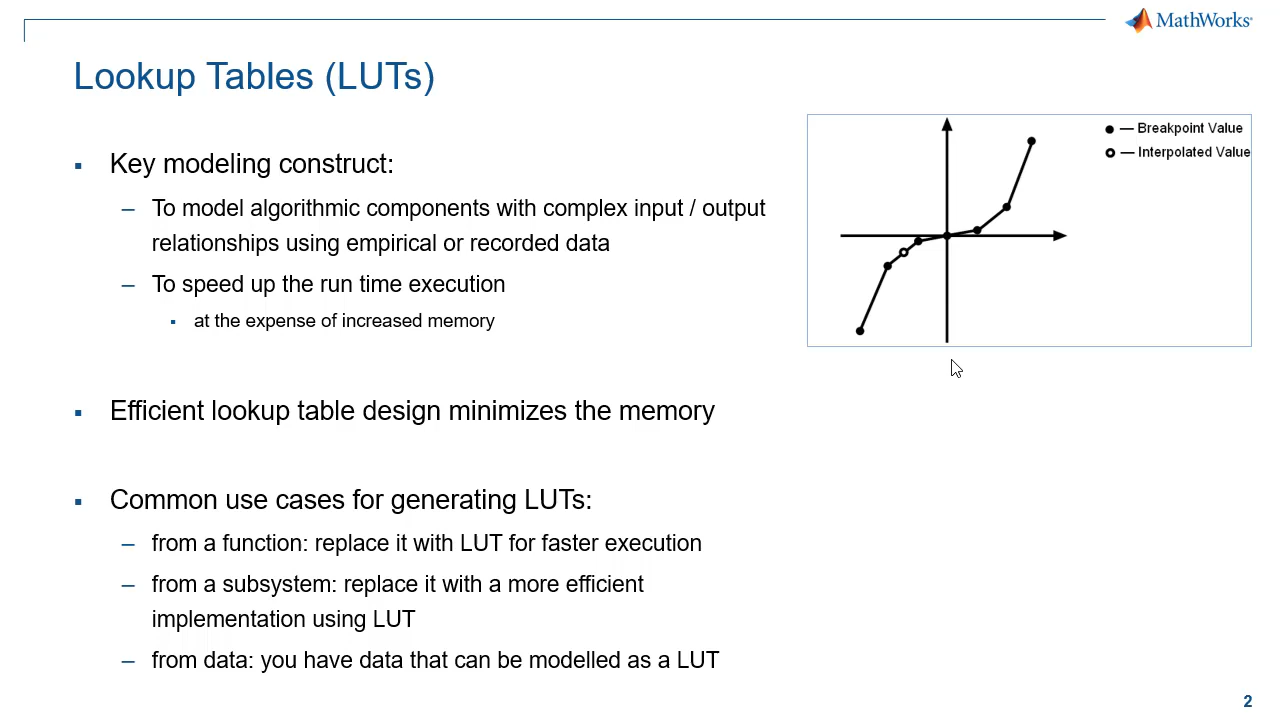 MathWorks
Lookup Tables (LUTs)
▪ Key modeling construct:
– To model algorithmic components with complex input / output
relationships using empirical or recorded data
– To speed up the run time execution
▪ at the expense of increased memory
▪ Efficient lookup table design minimizes the memory
▪ Common use cases for generating LUTs:
– from a function: replace it with LUT for faster execution
– from a subsystem: replace it with a more efficient
implementation using LUT
– from data: you have data that can be modelled as a LUT
— Breakpoint Value
— Interpolated Value
2